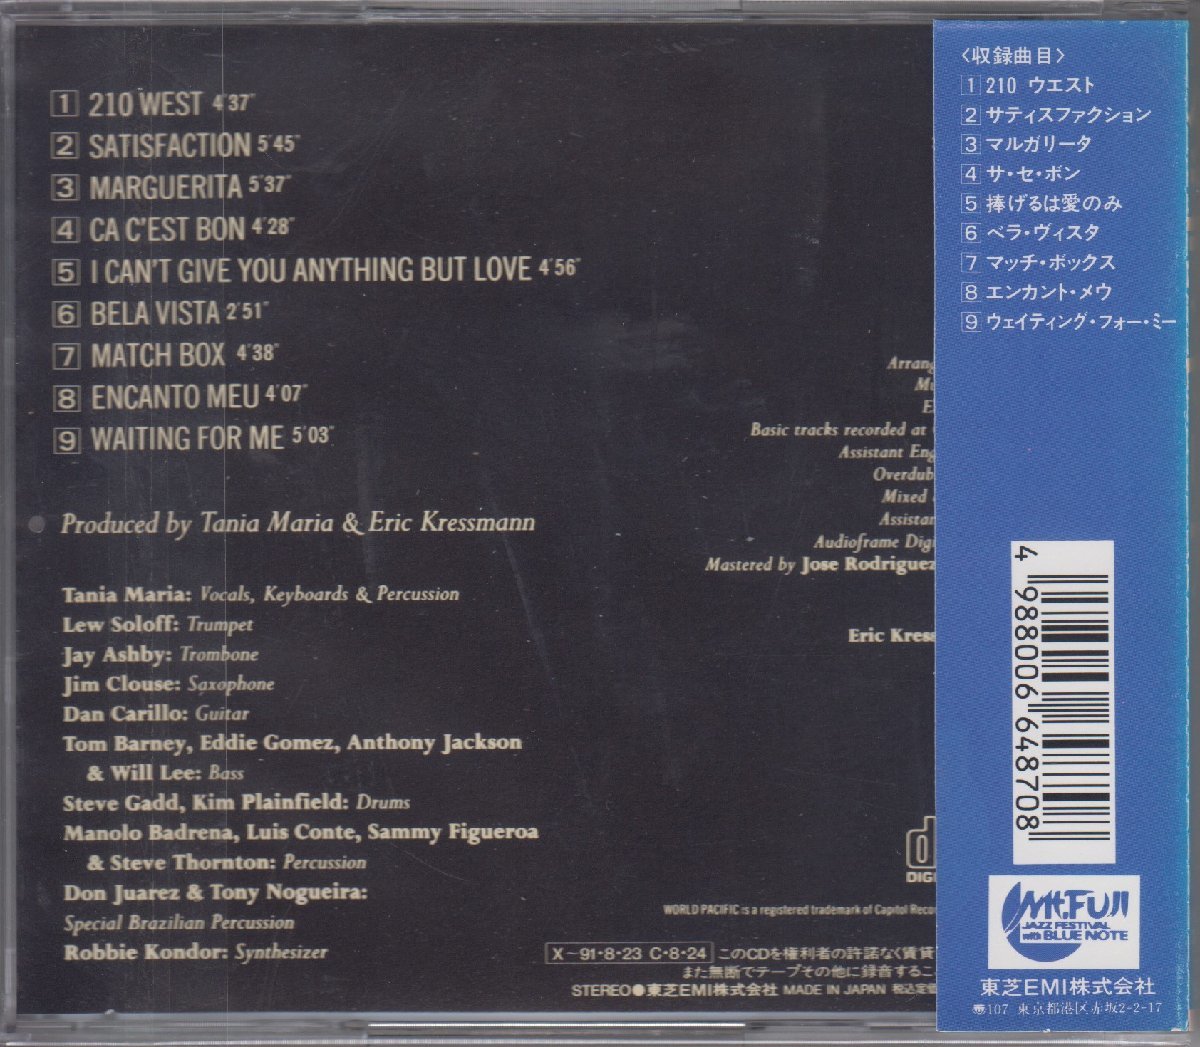 1 210 WEST 4'37"
2 SATISFACTION 5'45"
3 MARGUERITA 5'37"
4 CA C'EST BON 4'28"
5 I CAN'T GIVE YOU ANYTHING BUT LOVE 4'56"
6 BELA VISTA 2'51"
7 MATCH BOX 4'38"
8 ENCANTO MEU 4'07"
9 WAITING FOR ME 5'03"
Produced by Tania Maria & Eric Kressmann
Tania Maria: Vocals, Keyboards & Percussion
Lew Soloff: Trumpet
Jay Ashby: Trombone
Jim Clouse: Saxophone
Dan Carillo: Guitar
Tom Barney, Eddie Gomez, Anthony Jackson
& Will Lee: Bass
Steve Gadd, Kim Plainfield: Drums
Manolo Badrena, Luis Conte, Sammy Figueroa
& Steve Thornton: Percussion
Don Juarez & Tony Nogueira:
Special Brazilian Percussion
Robbie Kondor: Synthesizer
Arrang
Mu
E
Basic tracks recorded at
Assistant Eng
Overdub
Mixed
Assistan
Audioframe Digi
Mastered by Jose Rodriguez
Eric Kress
DIGI
WORLD PACIFIC is a registered trademark of Capitol Reco
X-91·8·23 C·8·24 このCDを権利者の許諾なく賃貸
また無断でテープその他に録音するこ
STEREO●東芝EMI株式会社 MADE IN JAPAN 税込定価
〈収録曲目〉
1 210 ウエスト
2 サティスファクション
3 マルガリータ
4 サ・セ・ボン
5 捧げるは愛のみ
6 ベラ・ヴィスタ
7 マッチ・ボックス
8 エンカント・メウ
9 ウェイティング・フォー・ミー
4 988006 648708
Mt.FUJI
JAZZ FESTIVAL
with BLUE NOTE
東芝EMI株式会社
〒107 東京都港区赤坂2-2-17